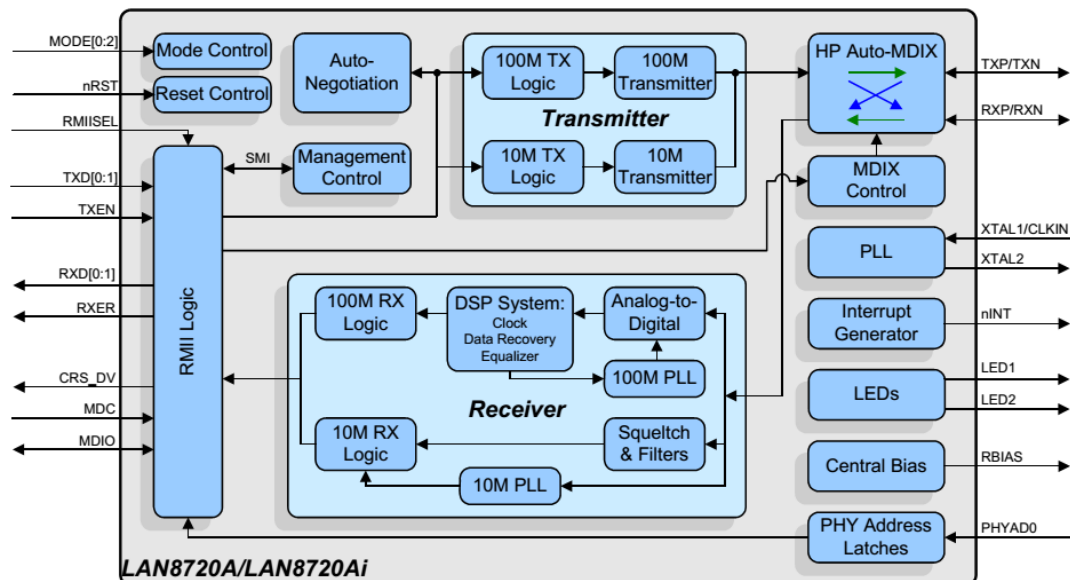 MODE[0:2]
nRST
RMIISEL
TXD[0:1]
TXEN
RXD[0:1]
RXER
CRS_DV
MDC
MDIO
Mode Control
Reset Control
RMII Logic
SMI
Auto-
Negotiation
Management
Control
100M TX
Logic
100M
Transmitter
Transmitter
10M TX
Logic
10M
Transmitter
100M RX
Logic
DSP System:
Clock
Data Recovery
Equalizer
Analog-to-
Digital
100M PLL
Receiver
10M RX
Logic
Squeltch
& Filters
10M PLL
HP Auto-MDIX
MDIX
Control
PLL
Interrupt
Generator
LEDs
Central Bias
PHY Address
Latches
TXP/TXN
RXP/RXN
XTAL1/CLKIN
XTAL2
nINT
LED1
LED2
RBIAS
PHYAD0
LAN8720A/LAN8720Ai